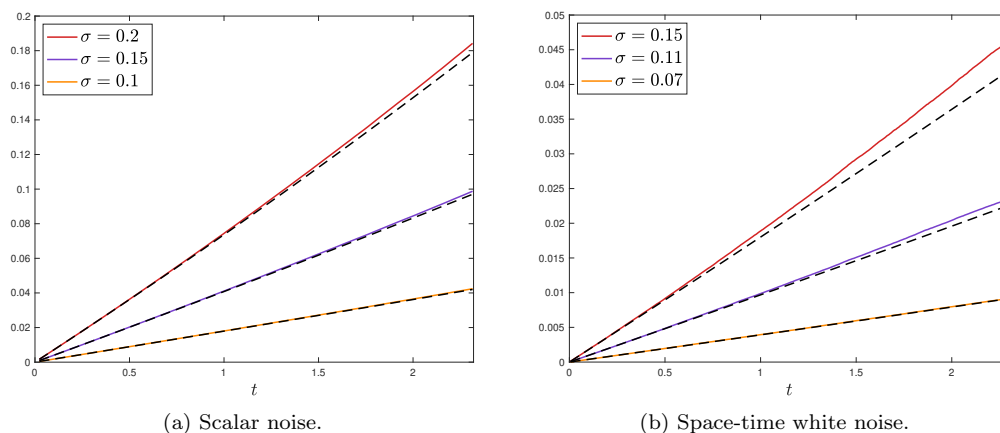 0.2
0.18
0.16
0.14
0.12
0.1
0.08
0.06
0.04
0.02
0
σ = 0.2
σ = 0.15
σ = 0.1
0 0.5 1 1.5 2
t
(a) Scalar noise.
0.05
0.045
0.04
0.035
0.03
0.025
0.02
0.015
0.01
0.005
0
σ = 0.15
σ = 0.11
σ = 0.07
0 0.5 1 1.5 2
t
(b) Space-time white noise.